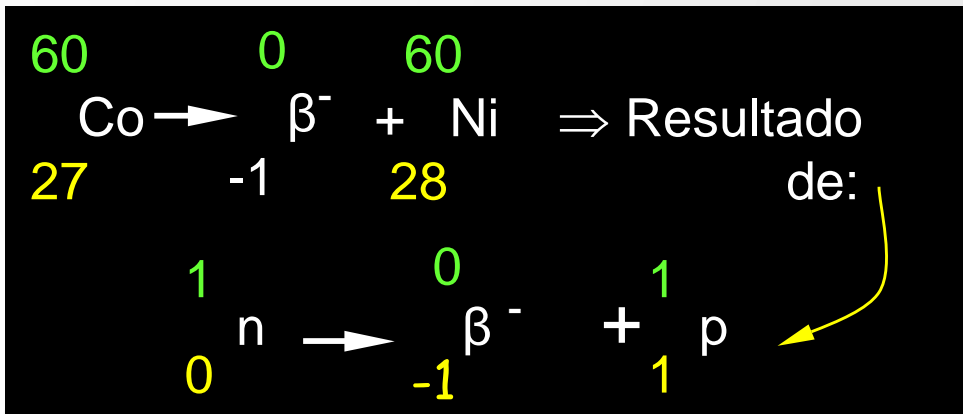 60 0 60
Co → β⁻ + Ni ⇒ Resultado
27 -1 28 de:
1 0 1
n → β ⁻ + p
0 -1 1